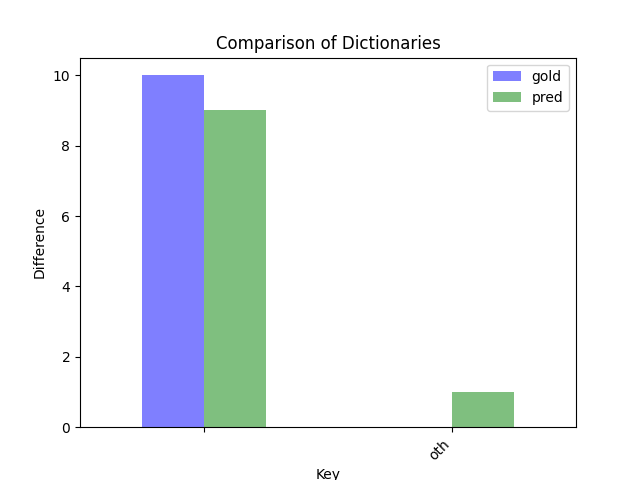 Comparison of Dictionaries
gold
pred
10
8
6
4
2
0
Difference
oth
Key